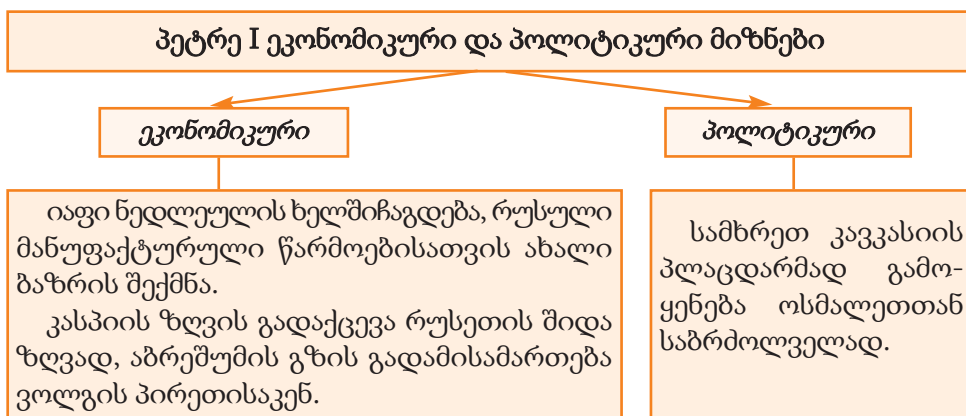 პეტრე I ეკონომიკური და პოლიტიკური მიზნები
ეკონომიკური
პოლიტიკური
იაფი ნედლეულის ხელშიჩაგდება, რუსული
მანუფაქტურული წარმოებისათვის ახალი
ბაზრის შექმნა.
კასპიის ზღვის გადაქცევა რუსეთის შიდა
ზღვად, აბრეშუმის გზის გადამისამართება
ვოლგის პირეთისაკენ.
სამხრეთ კავკასიის
პლაცდარმად გამო-
ყენება ოსმალეთთან
საბრძოლველად.